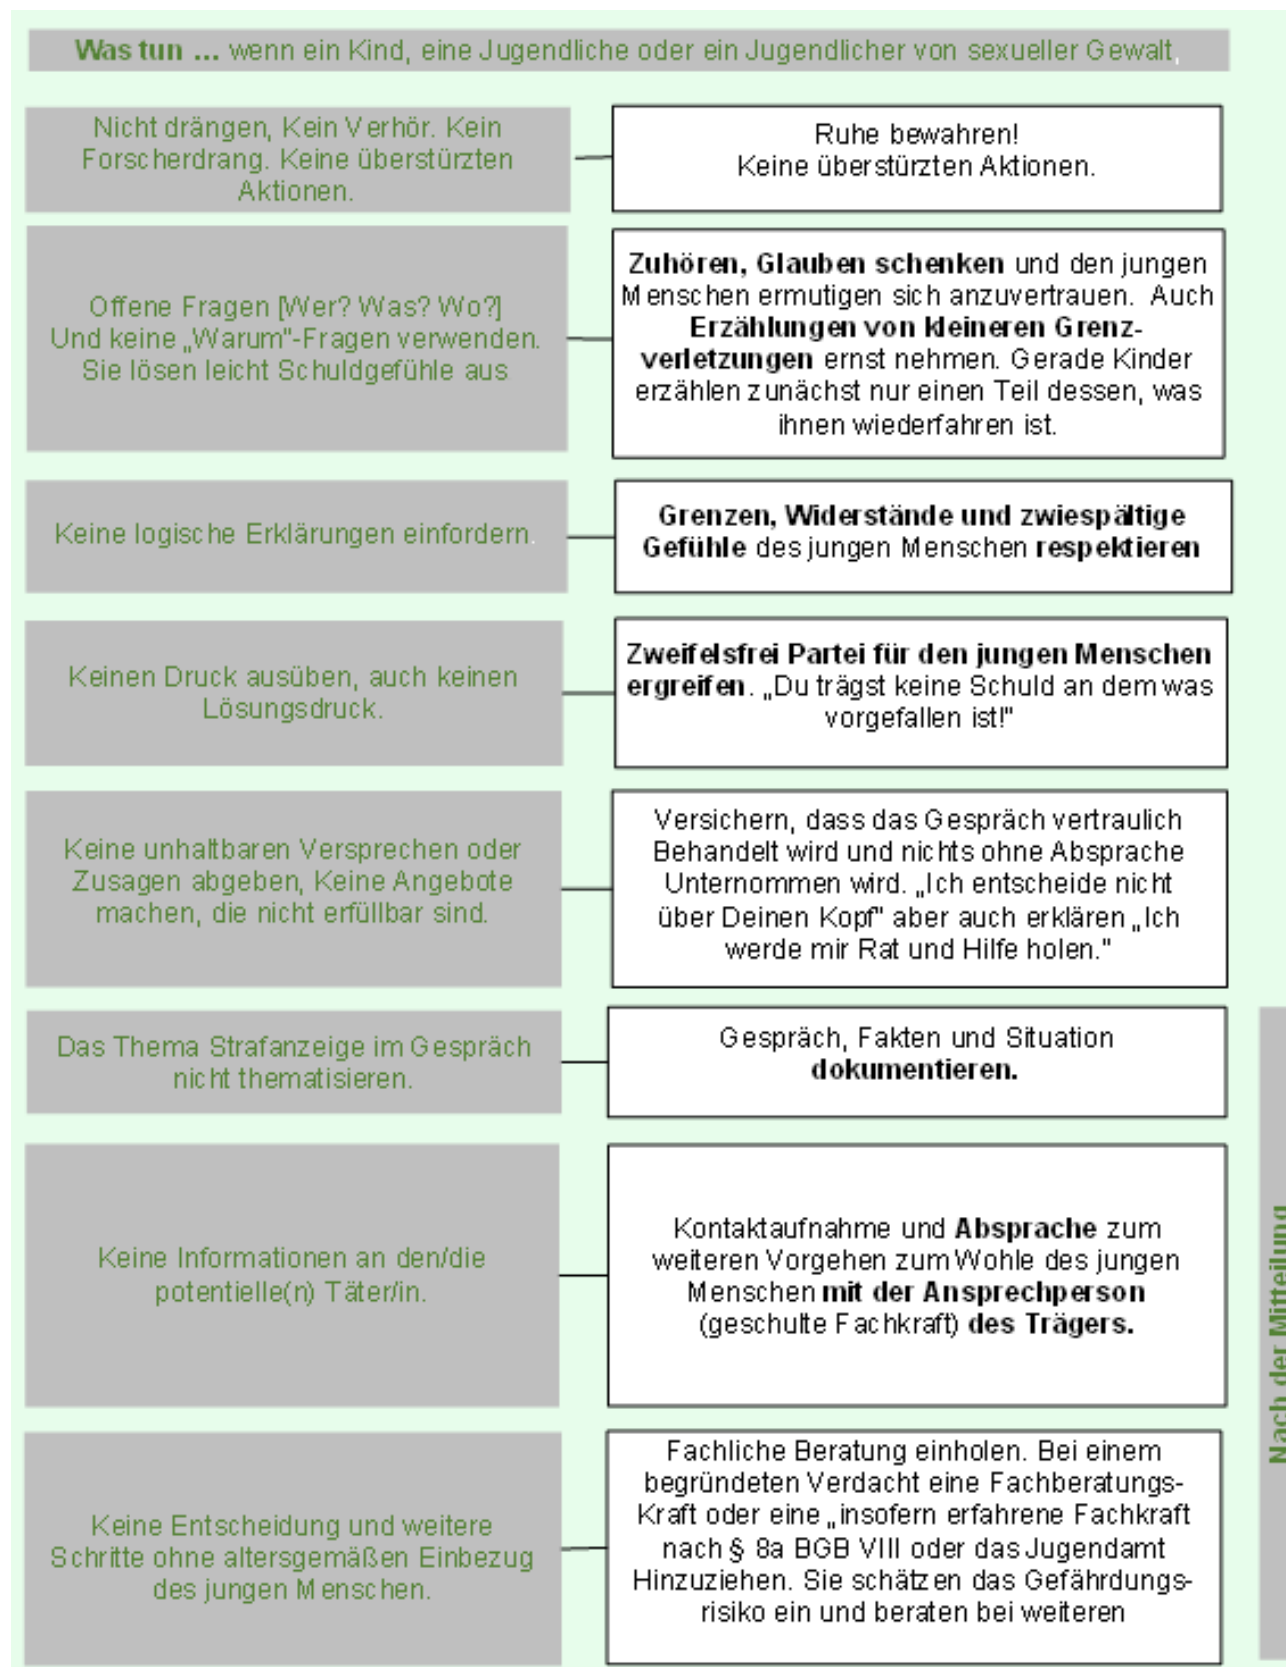 Was tun ... wenn ein Kind, eine Jugendliche oder ein Jugendlicher von sexueller Gewalt,
Nicht drängen, Kein Verhör. Kein
Forscherdrang. Keine überstürzten
Aktionen.
Ruhe bewahren!
Keine überstürzten Aktionen.
Offene Fragen [Wer? Was? Wo?]
Und keine „Warum"-Fragen verwenden.
Sie lösen leicht Schuldgefühle aus
Zuhören, Glauben schenken und den jungen
Menschen ermutigen sich anzuvertrauen. Auch
Erzählungen von kleineren Grenz-
verletzungen ernst nehmen. Gerade Kinder
erzählen zunächst nur einen Teil dessen, was
ihnen wiederfahren ist.
Keine logische Erklärungen einfordern.
Grenzen, Widerstände und zwiespältige
Gefühle des jungen Menschen respektieren
Keinen Druck ausüben, auch keinen
Lösungsdruck.
Zweifelsfrei Partei für den jungen Menschen
ergreifen. „Du trägst keine Schuld an dem was
vorgefallen ist!"
Keine unhaltbaren Versprechen oder
Zusagen abgeben, Keine Angebote
machen, die nicht erfüllbar sind.
Versichern, dass das Gespräch vertraulich
Behandelt wird und nichts ohne Absprache
Unternommen wird. „Ich entscheide nicht
über Deinen Kopf" aber auch erklären „Ich
werde mir Rat und Hilfe holen."
Das Thema Strafanzeige im Gespräch
nicht thematisieren.
Gespräch, Fakten und Situation
dokumentieren.
Keine Informationen an den/die
potentielle(n) Täter/in.
Kontaktaufnahme und Absprache zum
weiteren Vorgehen zum Wohle des jungen
Menschen mit der Ansprechperson
(geschulte Fachkraft) des Trägers.
Keine Entscheidung und weitere
Schritte ohne altersgemäßen Einbezug
des jungen Menschen.
Fachliche Beratung einholen. Bei einem
begründeten Verdacht eine Fachberatungs-
Kraft oder eine „insofern erfahrene Fachkraft
nach § 8a BGB VIII oder das Jugendamt
Hinzuziehen. Sie schätzen das Gefährdungs-
risiko ein und beraten bei weiteren
Nach der Mitteilung